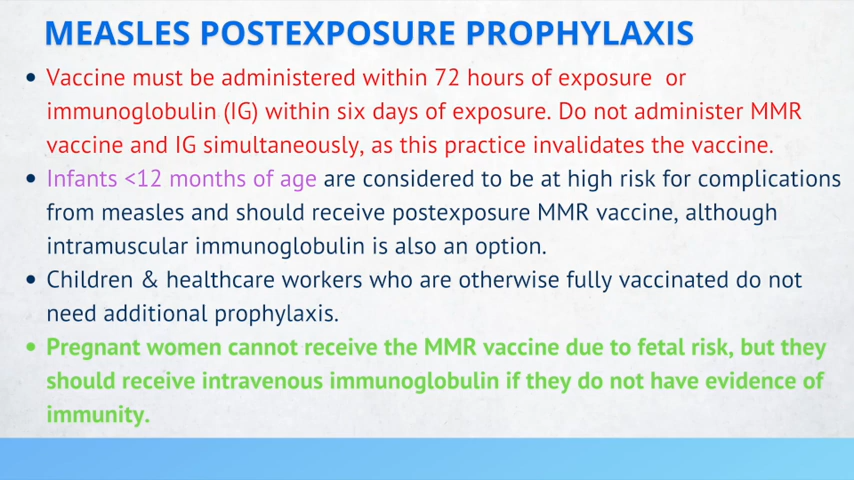 MEASLES POSTEXPOSURE PROPHYLAXIS
• Vaccine must be administered within 72 hours of exposure or
immunoglobulin (IG) within six days of exposure. Do not administer MMR
vaccine and IG simultaneously, as this practice invalidates the vaccine.
• Infants <12 months of age are considered to be at high risk for complications
from measles and should receive postexposure MMR vaccine, although
intramuscular immunoglobulin is also an option.
• Children & healthcare workers who are otherwise fully vaccinated do not
need additional prophylaxis.
• Pregnant women cannot receive the MMR vaccine due to fetal risk, but they
should receive intravenous immunoglobulin if they do not have evidence of
immunity.